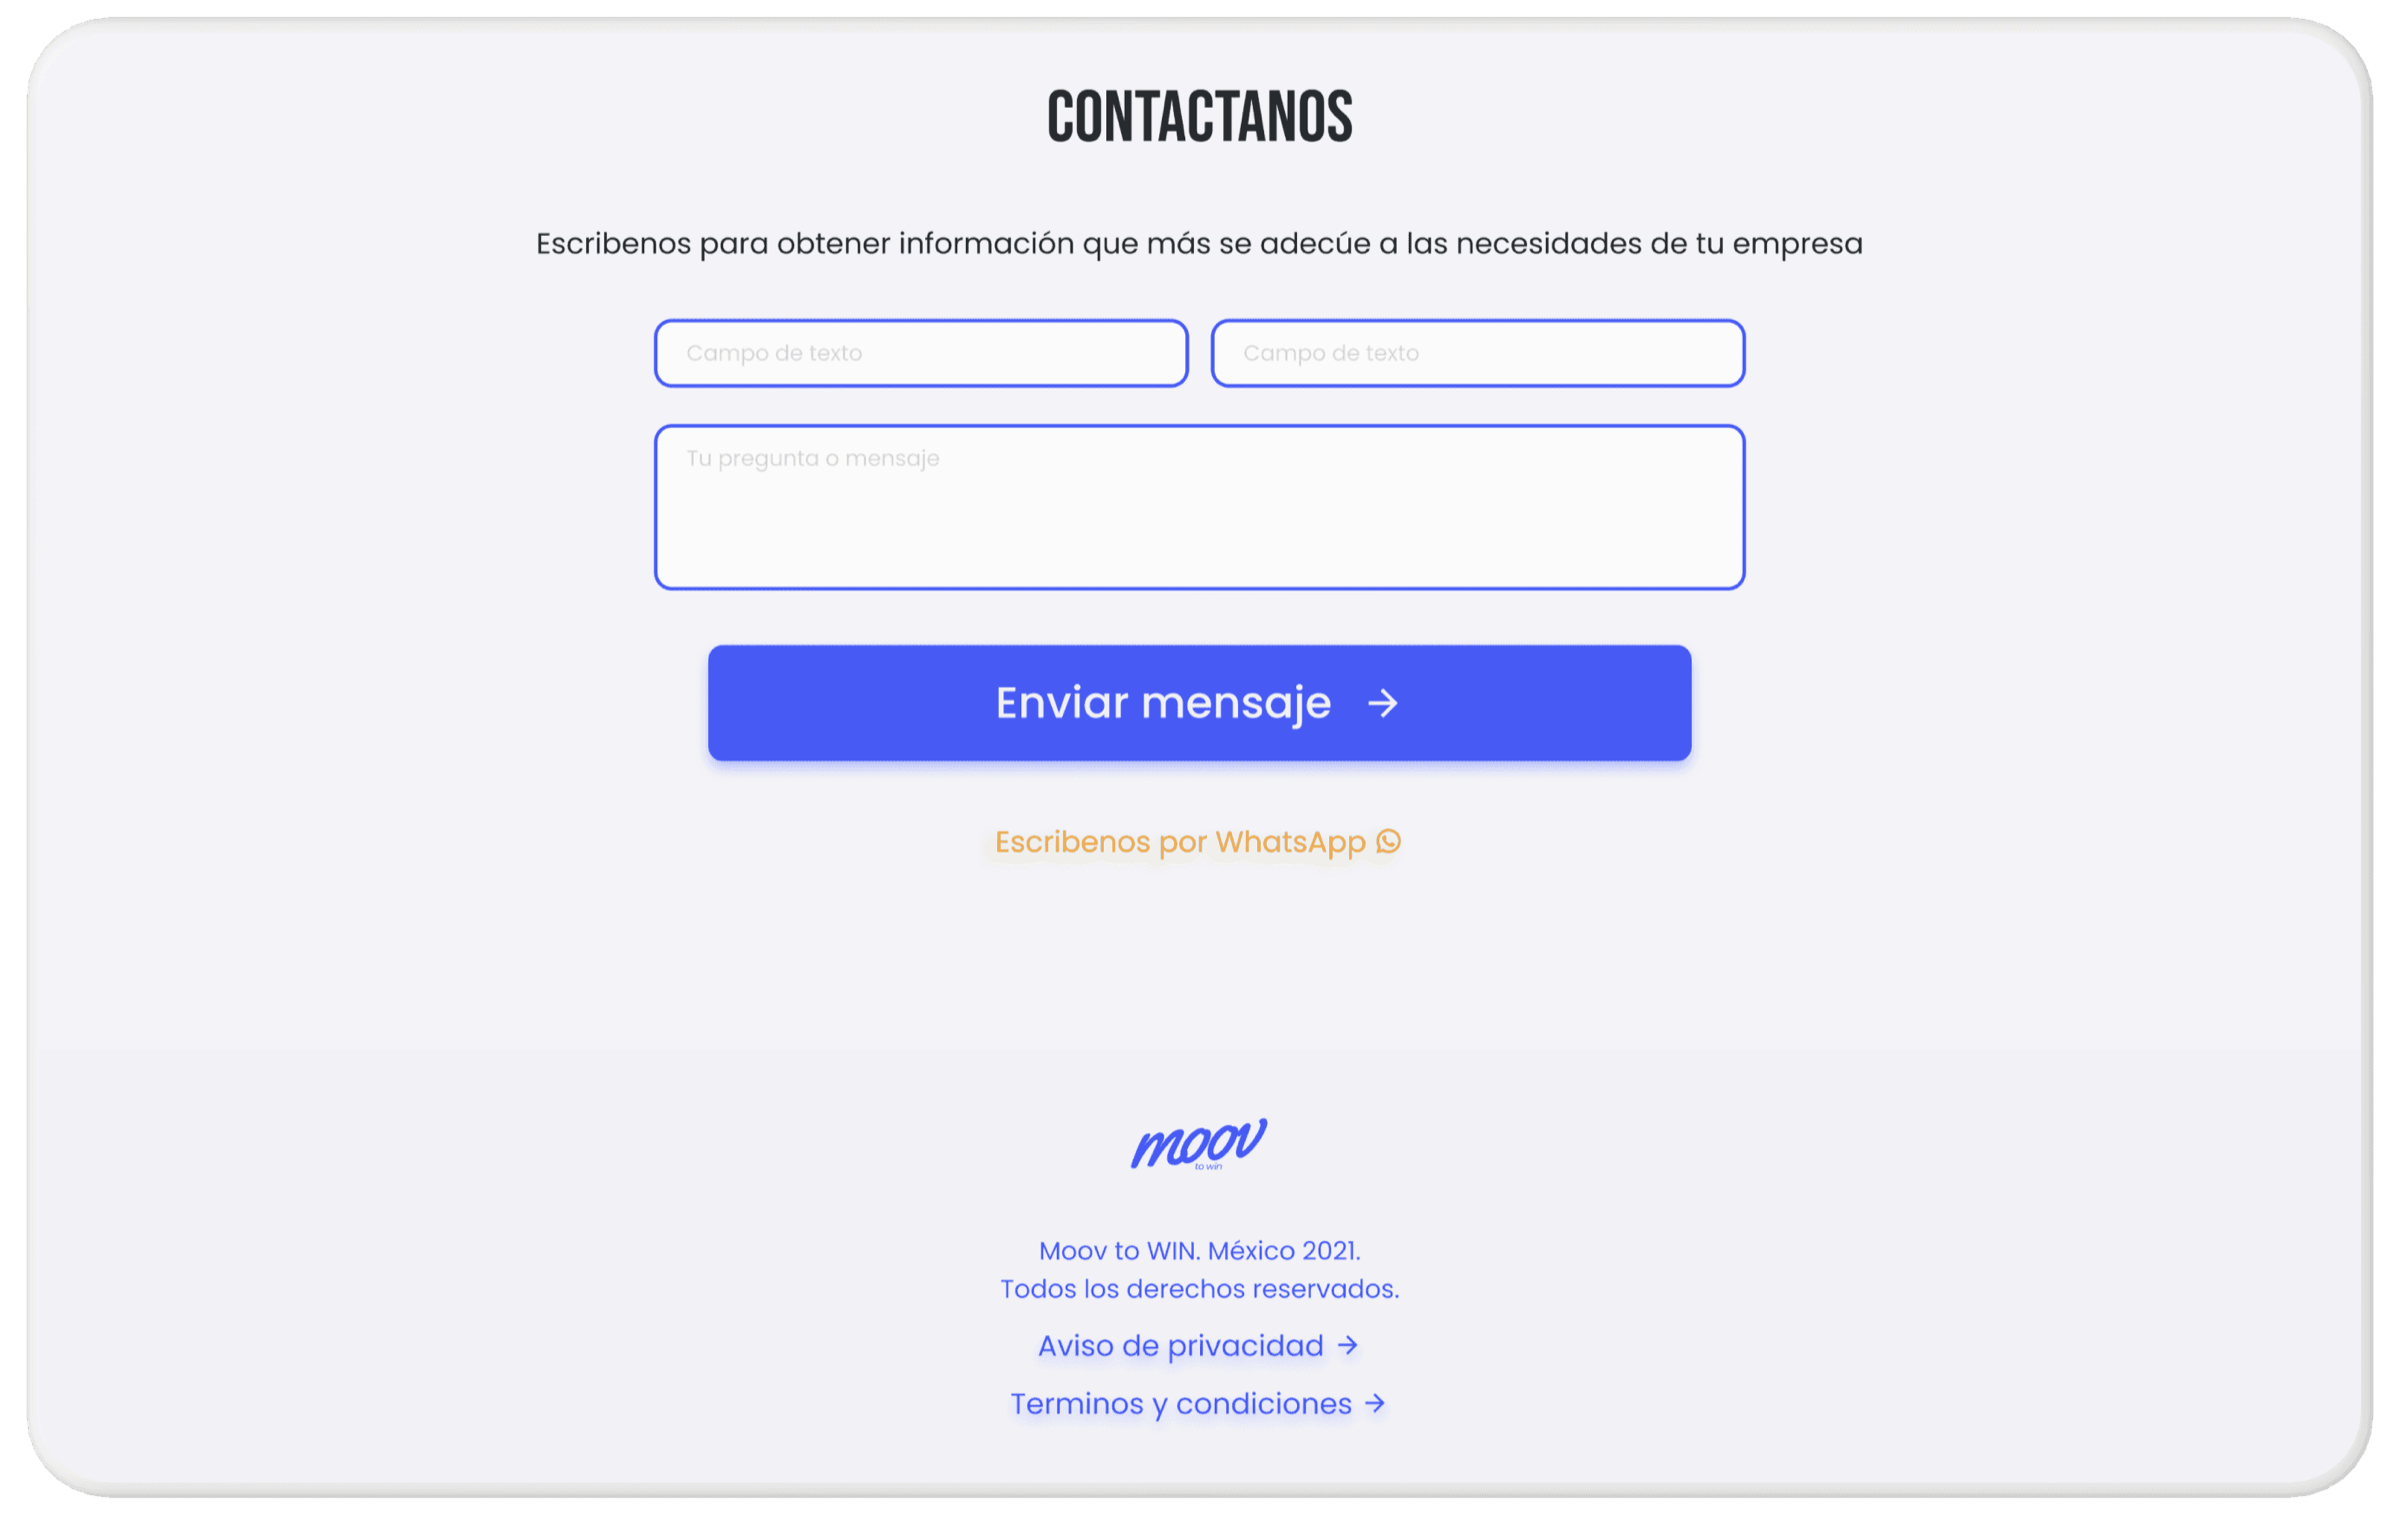 CONTACTANOS
Escribenos para obtener información que más se adecúe a las necesidades de tu empresa
Campo de texto Campo de texto
Tu pregunta o mensaje
Enviar mensaje →
Escribenos por WhatsApp
moov
to win
Moov to WIN. México 2021.
Todos los derechos reservados.
Aviso de privacidad →
Terminos y condiciones →